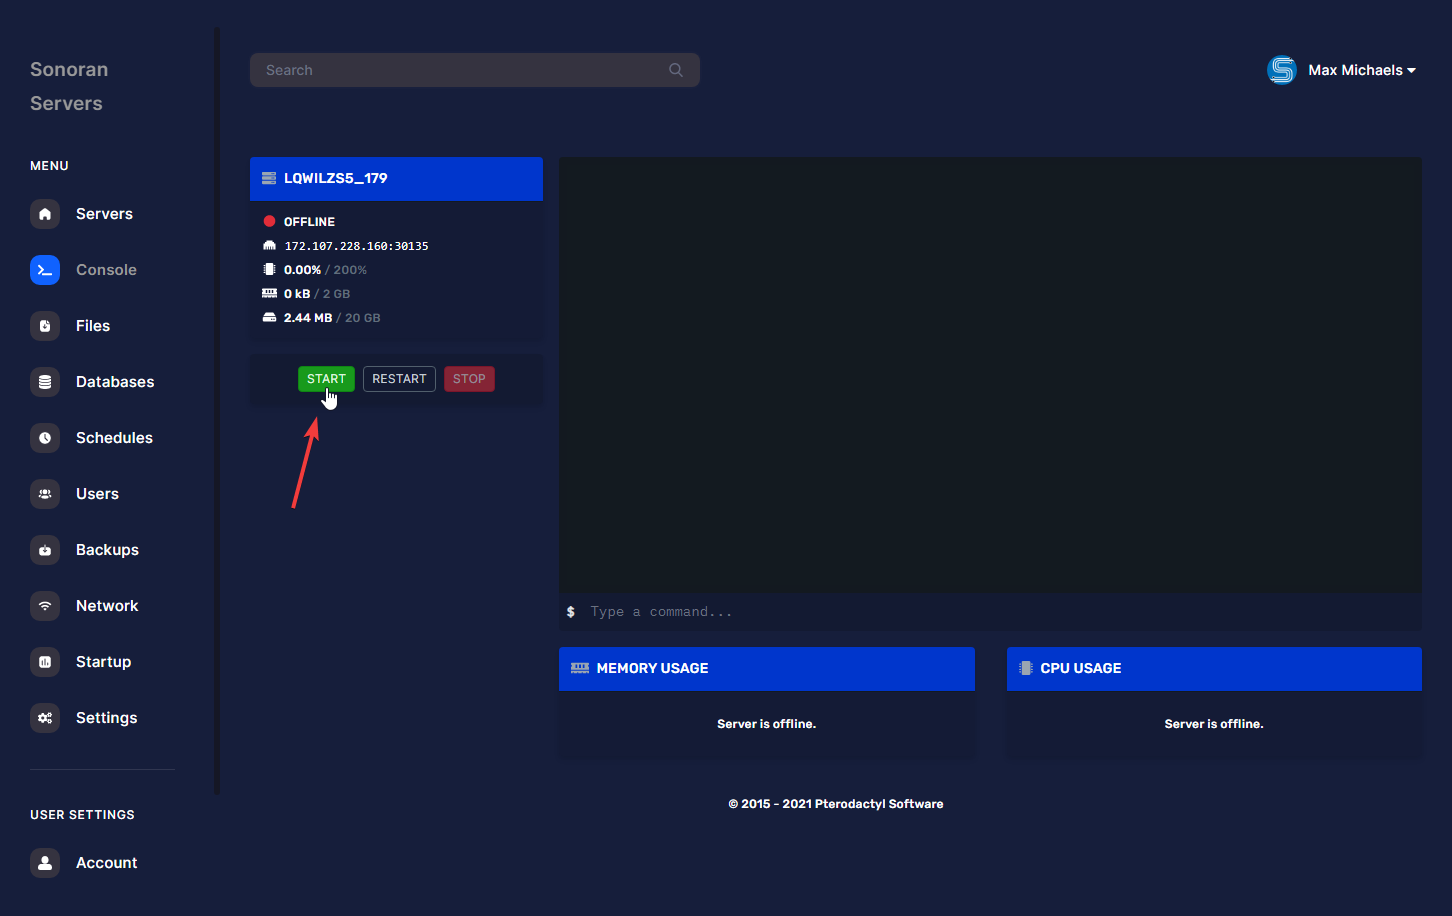 Sonoran
Servers
MENU
Servers
Console
Files
Databases
Schedules
Users
Backups
Network
Startup
Settings
USER SETTINGS
Account
Search
Max Michaels
LQWILZS5_179
OFFLINE
172.107.228.160:30135
0.00% / 200%
0 kB / 2 GB
2.44 MB / 20 GB
START RESTART STOP
$ Type a command...
MEMORY USAGE
Server is offline.
CPU USAGE
Server is offline.
© 2015 - 2021 Pterodactyl Software